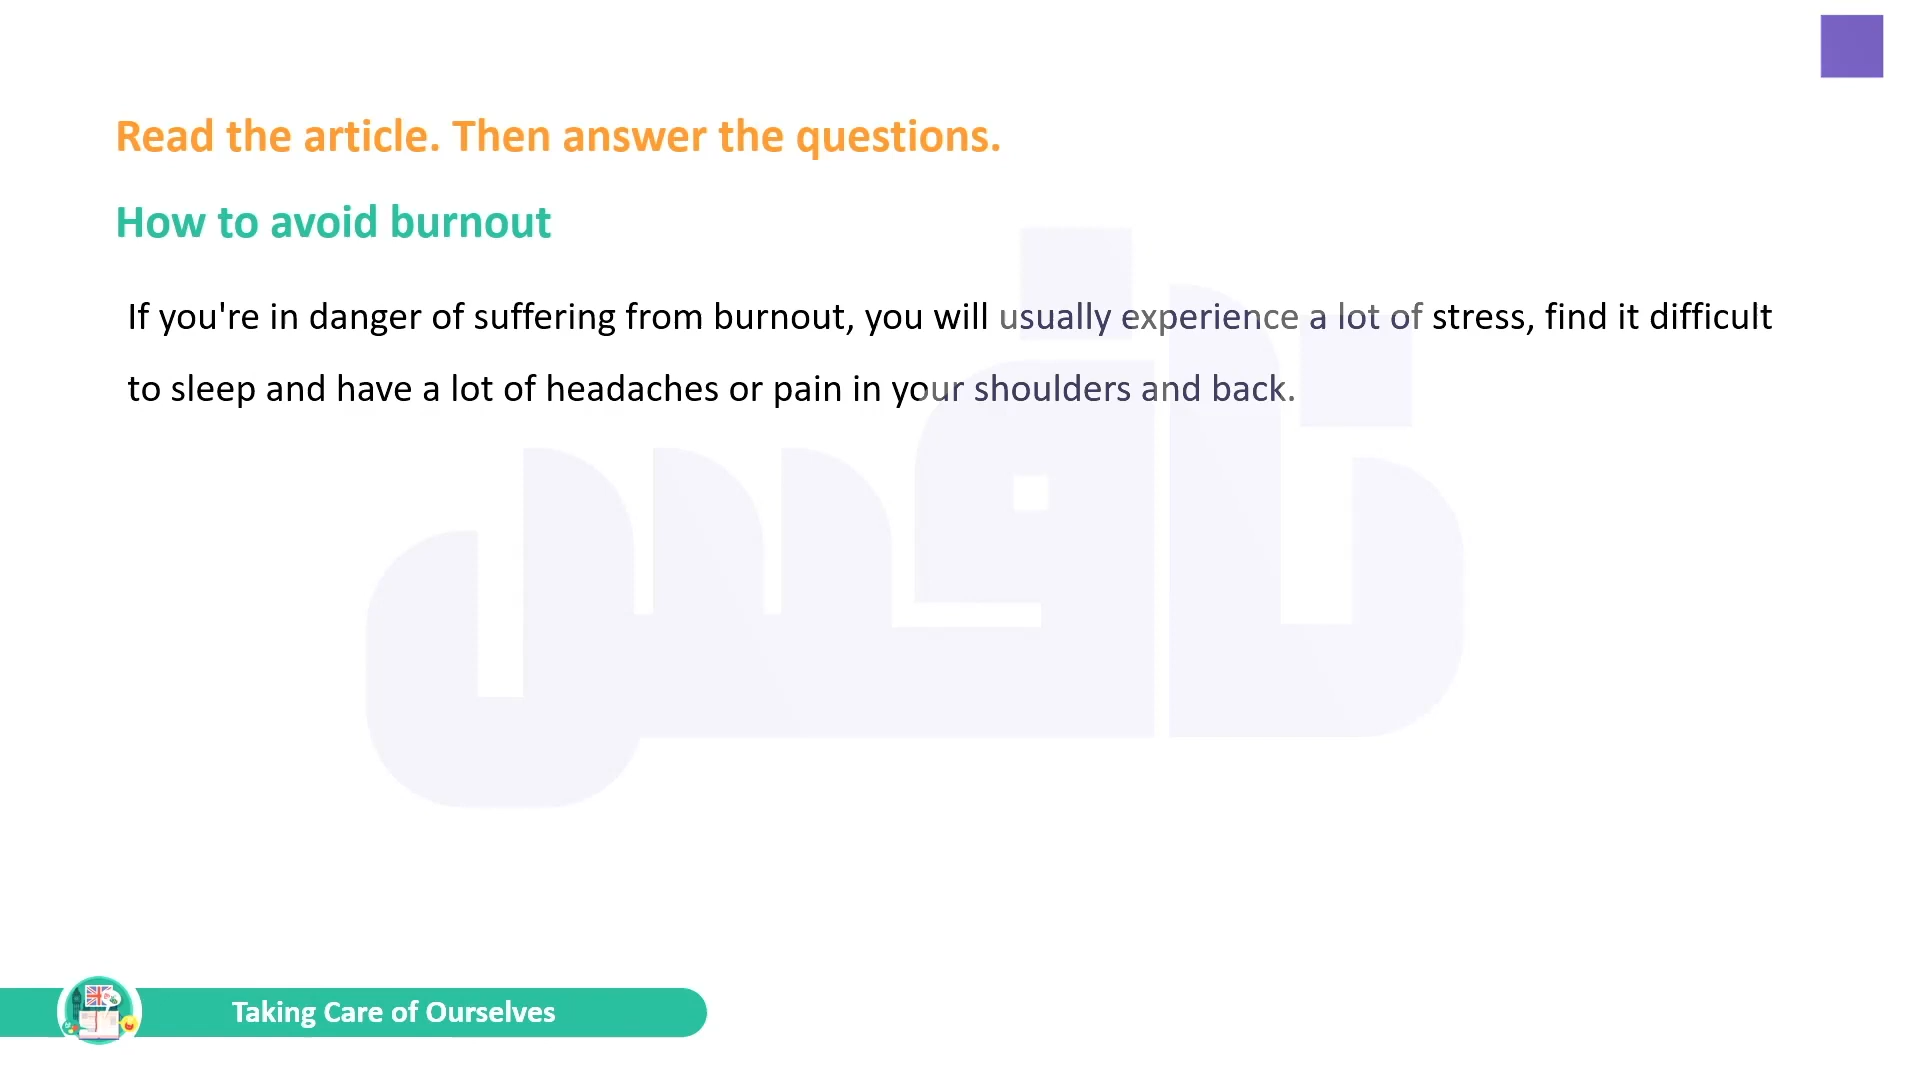 Read the article. Then answer the questions.
How to avoid burnout
If you're in danger of suffering from burnout, you will usually experience a lot of stress, find it difficult
to sleep and have a lot of headaches or pain in your shoulders and back.
نافس
Taking Care of Ourselves